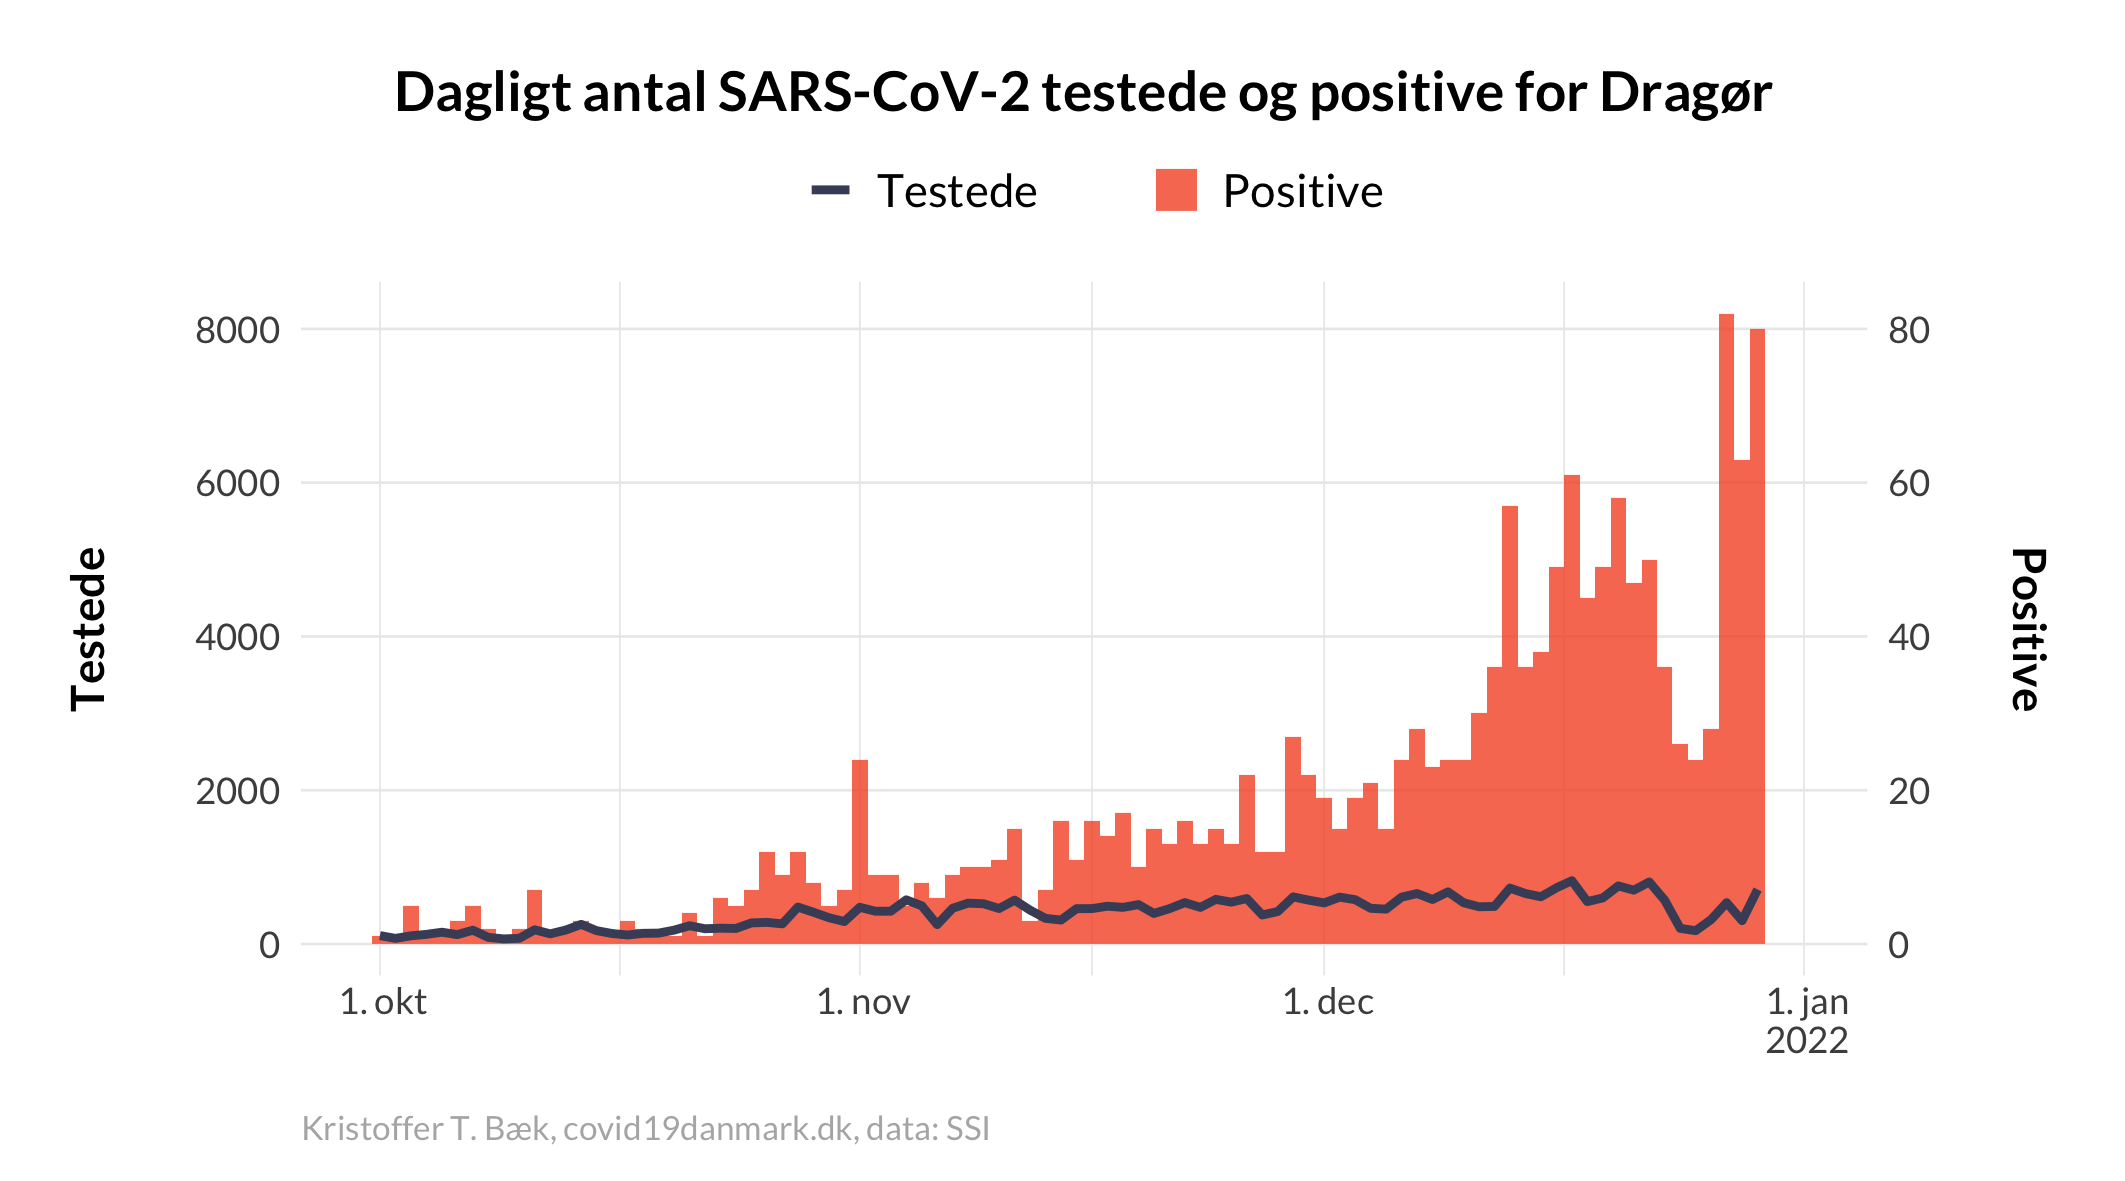 Dagligt antal SARS-CoV-2 testede og positive for Dragør
Testede
Positive
8000
6000
4000
2000
0
80
60
40
20
0
Testede
Positive
1. okt
1. nov
1. dec
1. jan
2022
Kristoffer T. Bæk, covid19danmark.dk, data: SSI